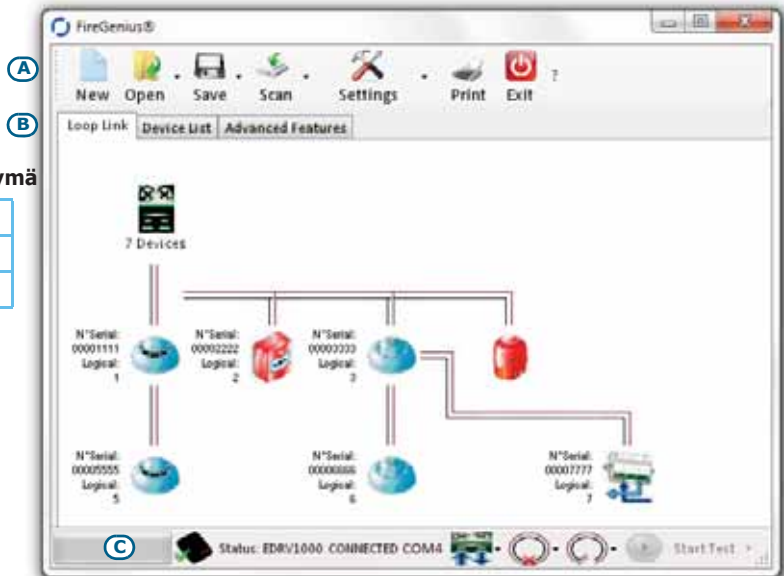 FireGenius®
A
New Open Save Scan Settings Print Exit ?
B
Loop Link Device List Advanced Features
ymä
7 Devices
N°Serial: 00001111 Logical: 1
N°Serial: 00002222 Logical: 2
N°Serial: 00003333 Logical: 3
N°Serial: 00005555 Logical: 5
N°Serial: 00006666 Logical: 6
N°Serial: 00007777 Logical: 7
C
Status: EDRV1000 CONNECTED COM4
Start Test